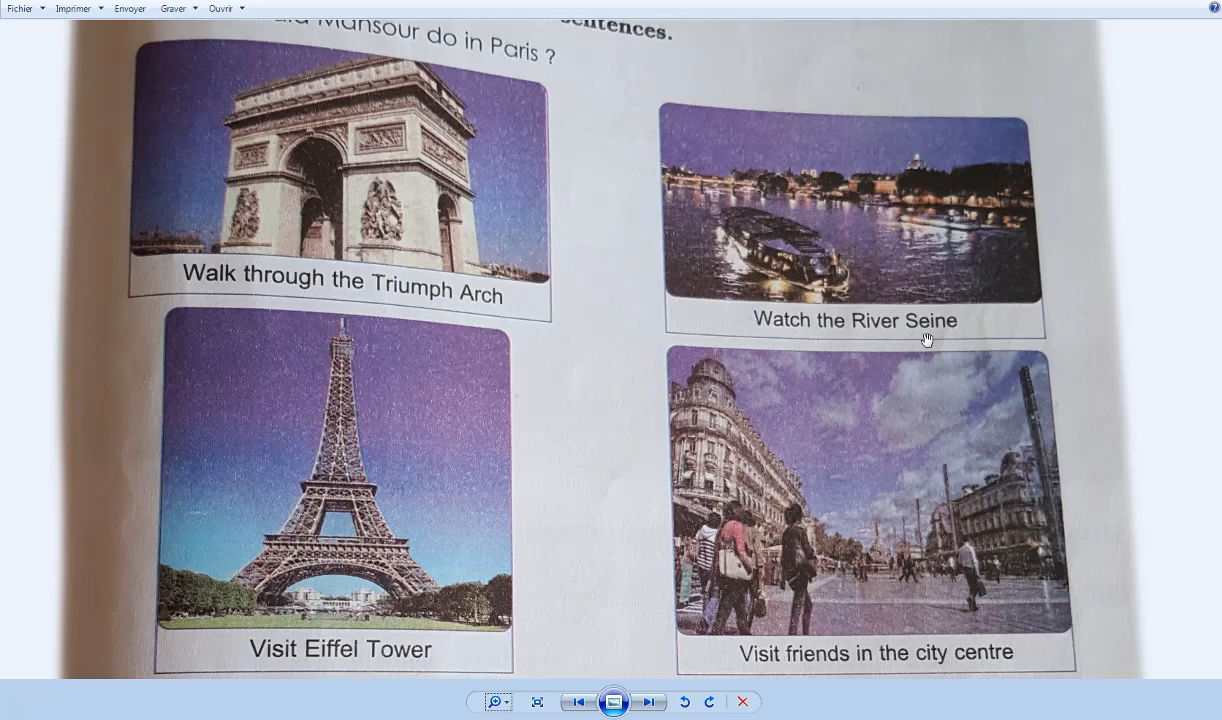 Fichier Imprimer Envoyer Graver Ouvrir
sentences.
Mansour do in Paris ?
Walk through the Triumph Arch
Watch the River Seine
Visit Eiffel Tower
Visit friends in the city centre